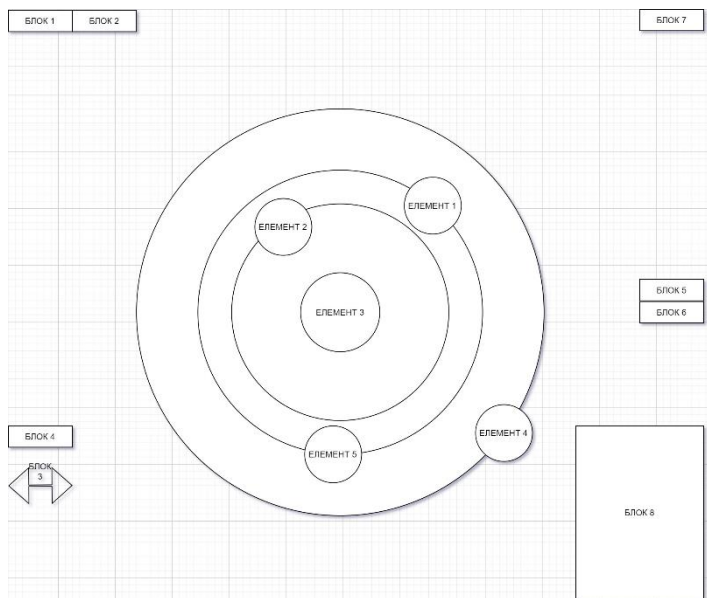 БЛОК 1
БЛОК 2
БЛОК 7
ЕЛЕМЕНТ 1
ЕЛЕМЕНТ 2
ЕЛЕМЕНТ 3
БЛОК 5
БЛОК 6
ЕЛЕМЕНТ 4
БЛОК 4
ЕЛЕМЕНТ 5
БЛОК
3
БЛОК 8